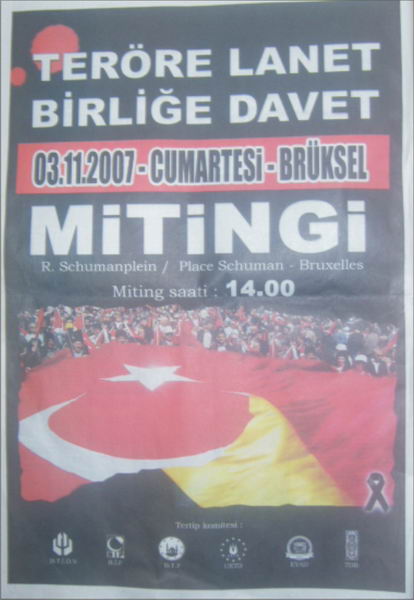 TERÖRE LANET
BİRLİĞE DAVET
03.11.2007 - CUMARTESİ - BRÜKSEL
MİTİNGİ
R. Schumanplein / Place Schuman - Bruxelles
Miting saati : 14.00
Tertip komitesi :